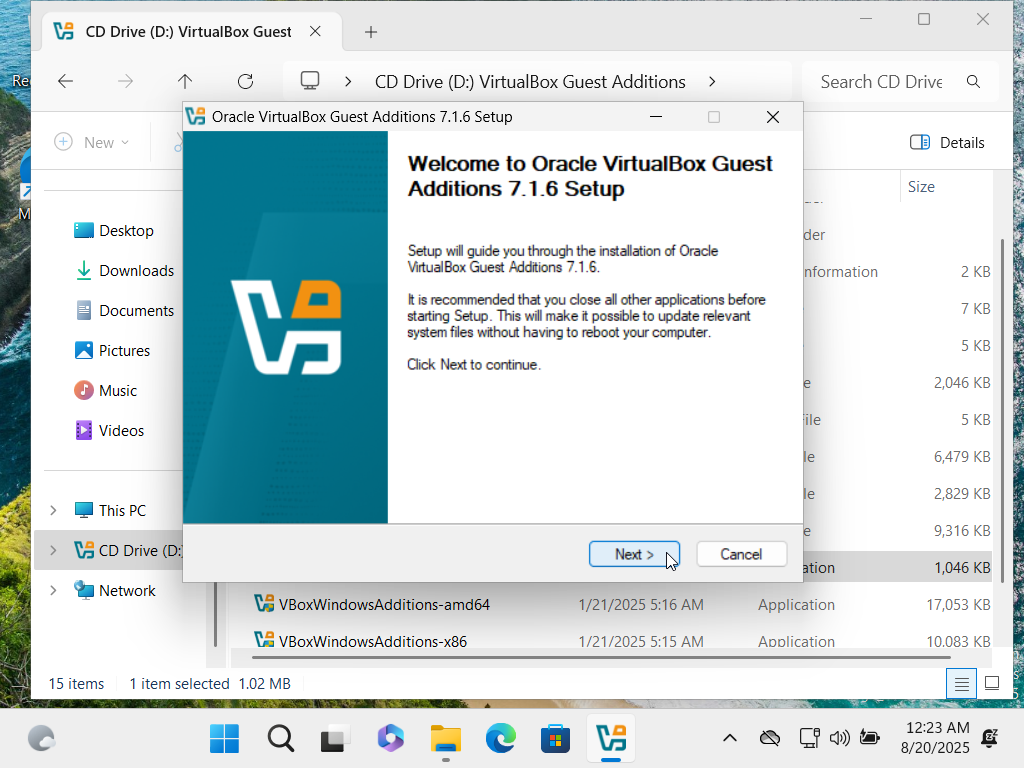 CD Drive (D:) VirtualBox Guest
CD Drive (D:) VirtualBox Guest Additions
Search CD Drive
Oracle VirtualBox Guest Additions 7.1.6 Setup
New
Details
Welcome to Oracle VirtualBox Guest
Additions 7.1.6 Setup
Size
Setup will guide you through the installation of Oracle
VirtualBox Guest Additions 7.1.6.
It is recommended that you close all other applications before
starting Setup. This will make it possible to update relevant
system files without having to reboot your computer.
Click Next to continue.
Next >
Cancel
Desktop
Downloads
Documents
Pictures
Music
Videos
This PC
CD Drive (D:
Network
2 KB
7 KB
5 KB
2,046 KB
5 KB
6,479 KB
2,829 KB
9,316 KB
1,046 KB
VBoxWindowsAdditions-amd64 1/21/2025 5:16 AM Application 17,053 KB
VBoxWindowsAdditions-x86 1/21/2025 5:15 AM Application 10,083 KB
15 items 1 item selected 1.02 MB
12:23 AM
8/20/2025